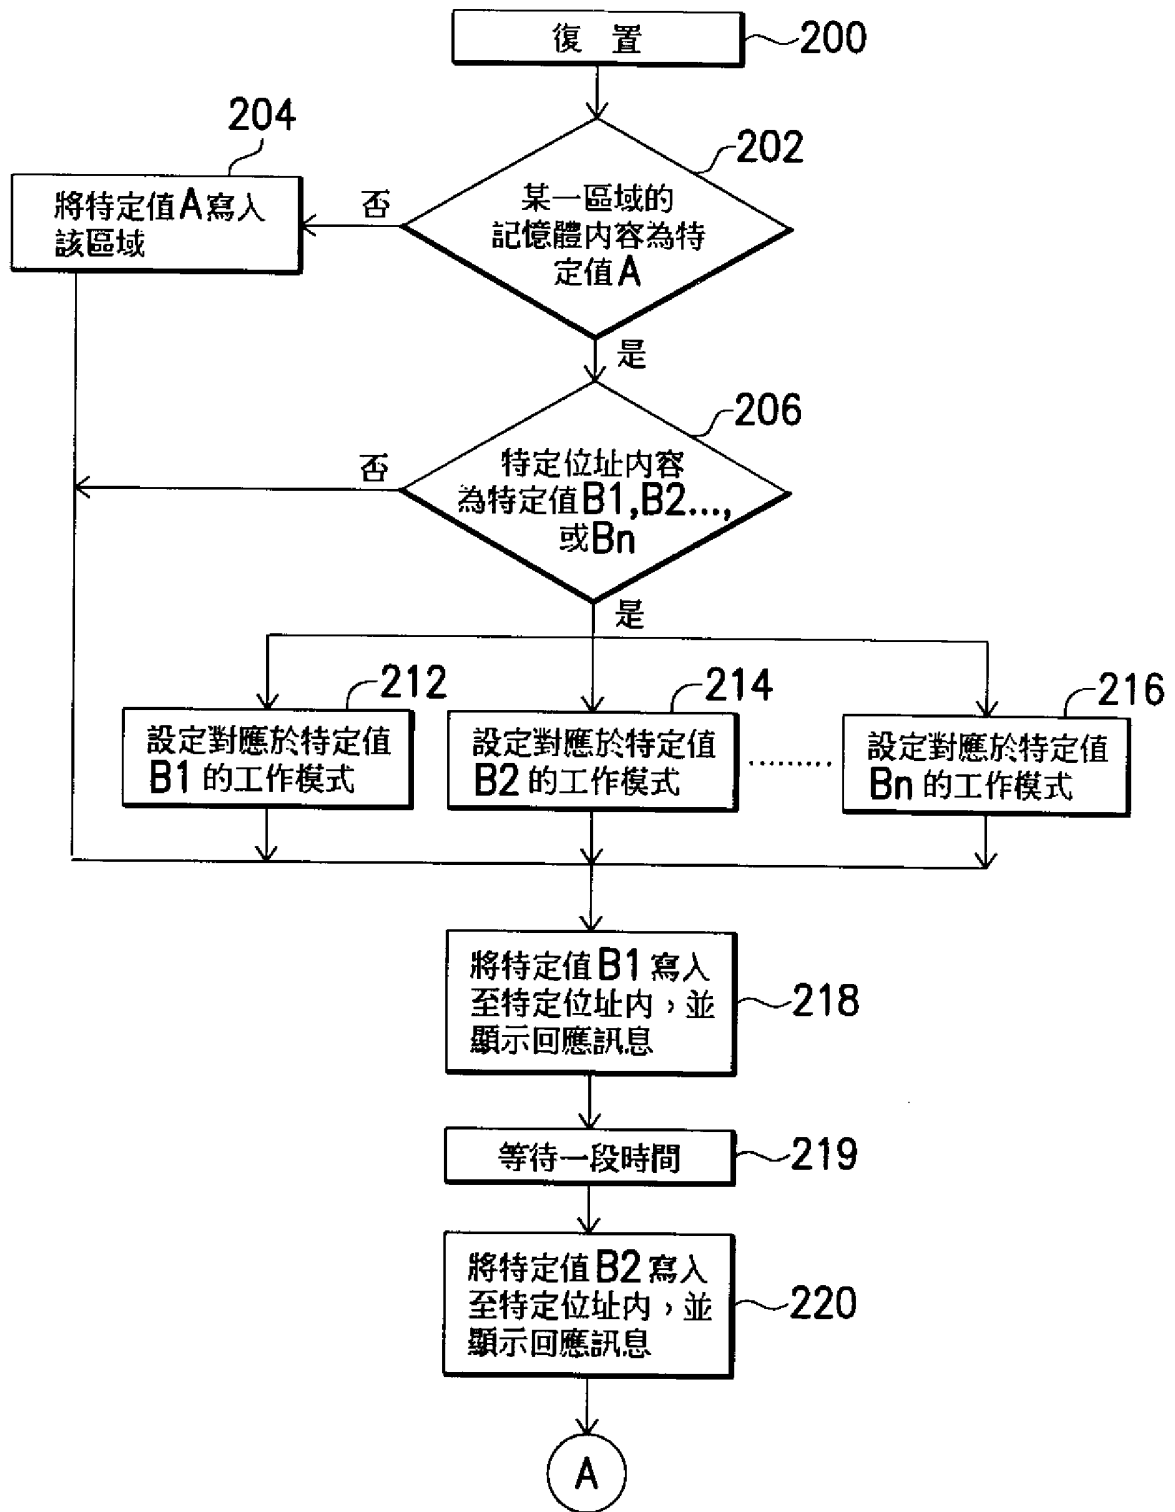 復 置
200
204
202
將特定值A寫入
該區域
否
某一區域的
記憶體内容為特
定值A
是
206
否
特定位址内容
為特定值B1,B2...,
或Bn
是
212
214
216
設定對應於特定值
B1 的工作模式
設定對應於特定值
B2 的工作模式
.........
設定對應於特定值
Bn 的工作模式
將特定值B1 寫入
至特定位址内，並
顯示回應訊息
218
等待一段時間
219
將特定值B2 寫入
至特定位址内，並
顯示回應訊息
220
A